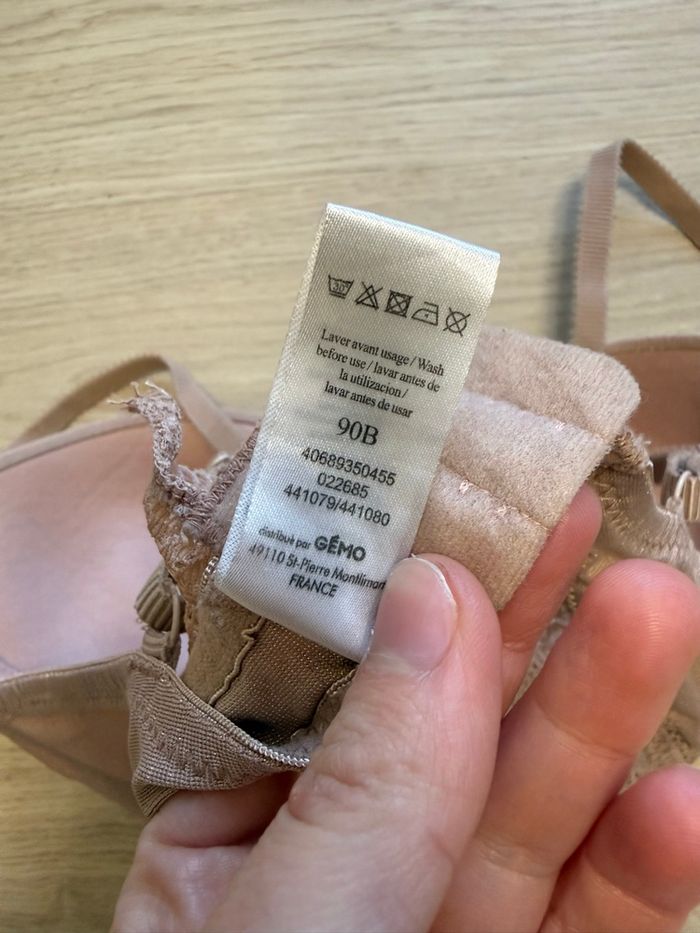 30°
Laver avant usage / Wash
before use / lavar antes de
la utilizacion /
lavar antes de usar
90B
40689350455
022685
441079/441080
distribué par GÉMO
49110 St-Pierre Montlimart
FRANCE